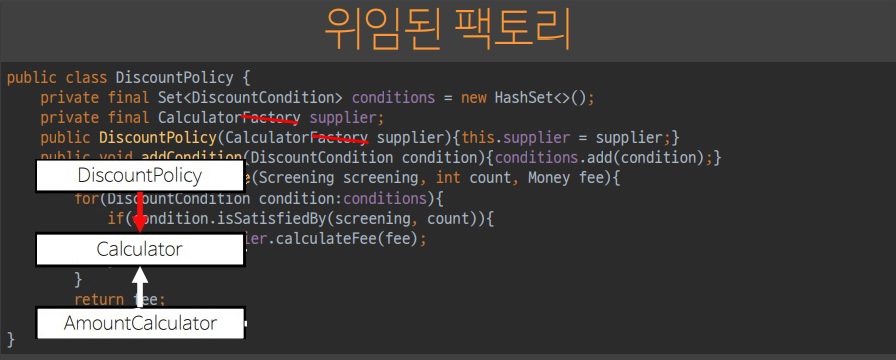 위임된 팩토리
public class DiscountPolicy {
private final Set<DiscountCondition> conditions = new HashSet<>();
private final CalculatorFactory supplier;
public DiscountPolicy(CalculatorFactory supplier){this.supplier = supplier;}
public void addCondition(DiscountCondition condition){conditions.add(condition);}
DiscountPolicy
e(Screening screening, int count, Money fee){
for(DiscountCondition condition:conditions){
if(condition.isSatisfiedBy(screening, count)){
Calculator
ier.calculateFee(fee);
}
return fee;
AmountCalculator
}